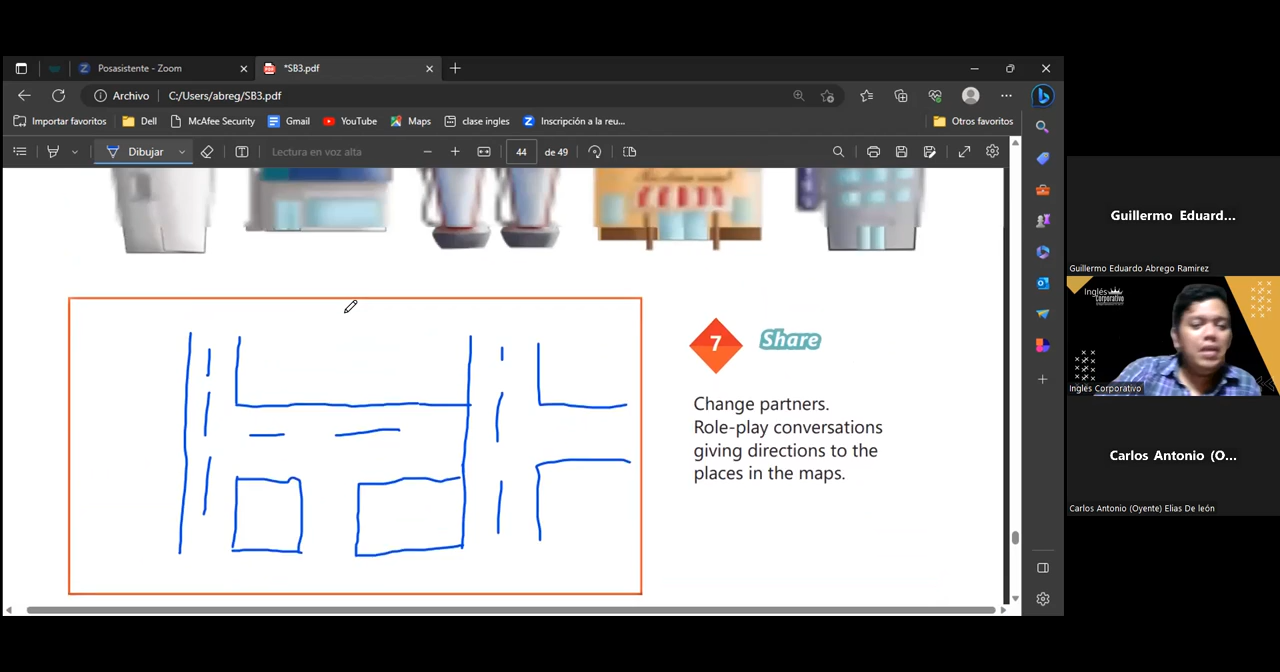 Posasistente - Zoom
*SB3.pdf
Archivo
C:/Users/abreg/SB3.pdf
Importar favoritos
Dell
McAfee Security
Gmail
YouTube
Maps
clase ingles
Inscripción a la reu...
Otros favoritos
Dibujar
Lectura en voz alta
44
de 49
7
Share
Change partners.
Role-play conversations
giving directions to the
places in the maps.
Guillermo Eduard...
Guillermo Eduardo Abrego Ramirez
Inglés
Corporativo
Inglés Corporativo
Carlos Antonio (O...
Carlos Antonio (Oyente) Elias De león